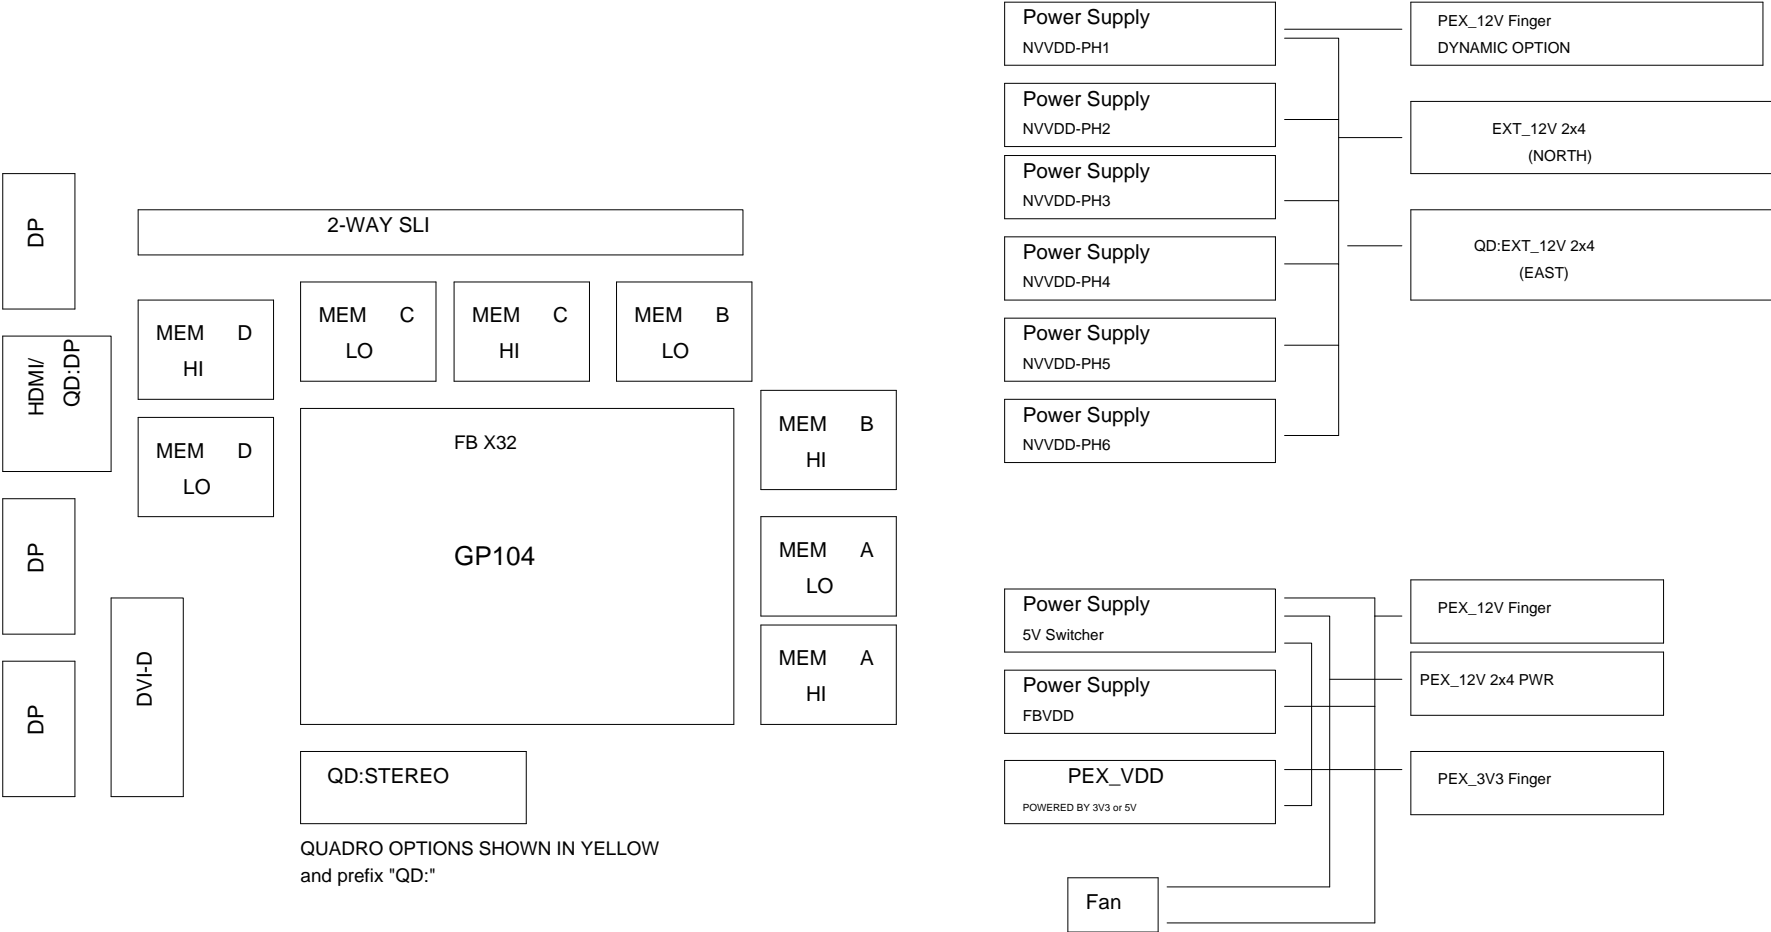 DP
HDMI/
QD:DP
DP
DP
DVI-D
2-WAY SLI
MEM D
HI
MEM D
LO
MEM C
LO
MEM C
HI
MEM B
LO
MEM B
HI
MEM A
LO
MEM A
HI
FB X32
GP104
QD:STEREO
QUADRO OPTIONS SHOWN IN YELLOW
and prefix "QD:"
Power Supply
NVVDD-PH1
Power Supply
NVVDD-PH2
Power Supply
NVVDD-PH3
Power Supply
NVVDD-PH4
Power Supply
NVVDD-PH5
Power Supply
NVVDD-PH6
PEX_12V Finger
DYNAMIC OPTION
EXT_12V 2x4
(NORTH)
QD:EXT_12V 2x4
(EAST)
Power Supply
5V Switcher
Power Supply
FBVDD
PEX_VDD
POWERED BY 3V3 or 5V
Fan
PEX_12V Finger
PEX_12V 2x4 PWR
PEX_3V3 Finger